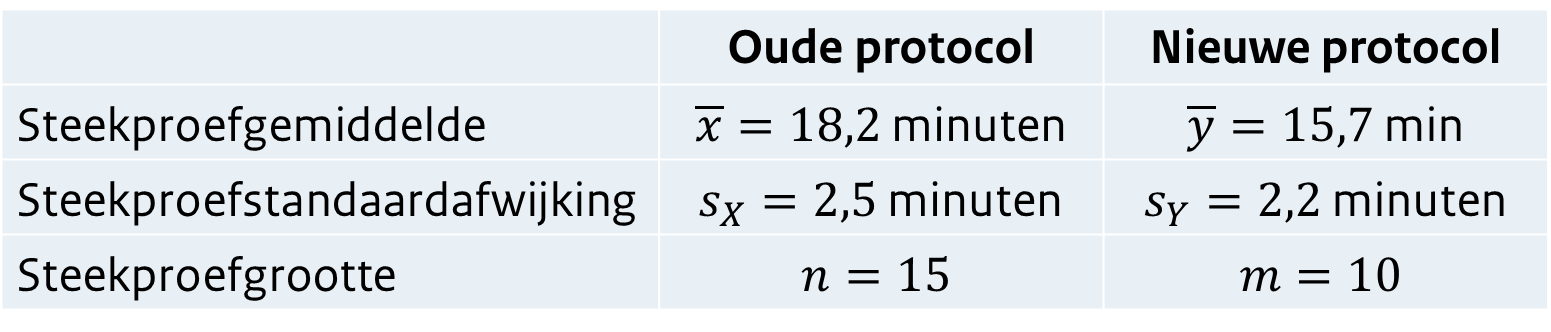 Oude protocol Nieuwe protocol
Steekproefgemiddelde x̅ = 18,2 minuten y̅ = 15,7 min
Steekproefstandaardafwijking s_X = 2,5 minuten s_Y = 2,2 minuten
Steekproefgrootte n = 15 m = 10